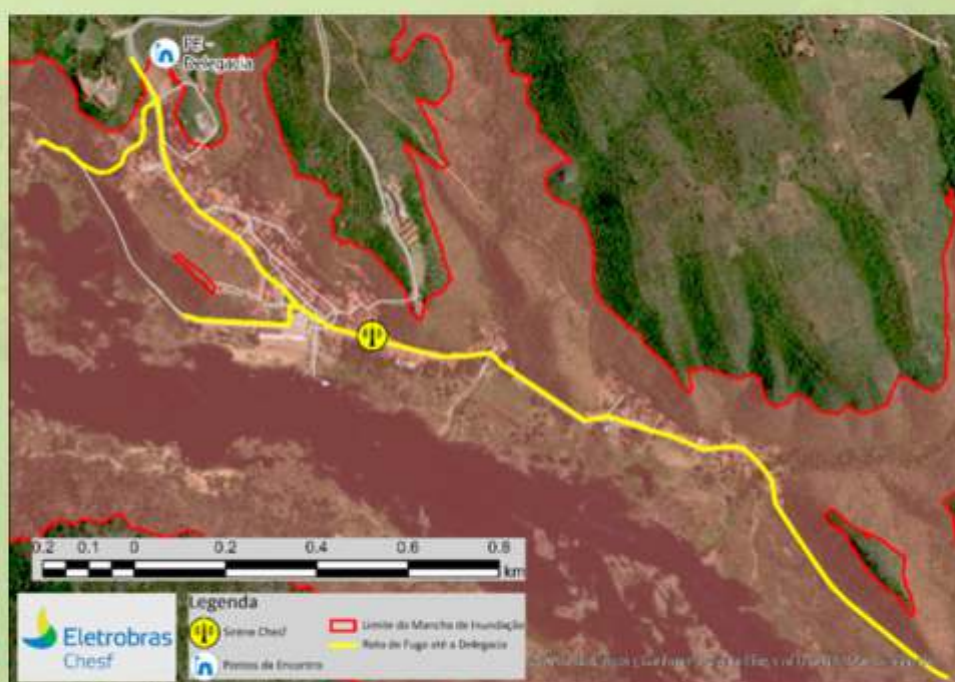 PE -
Delegacia
0.2 0.1 0 0.2 0.4 0.6 0.8
km
Eletrobras
Chesf
Legenda
Sirene Chesf
Pontos de Encontro
Limite da Mancha de Inundação
Rota de Fuga até a Delegacia